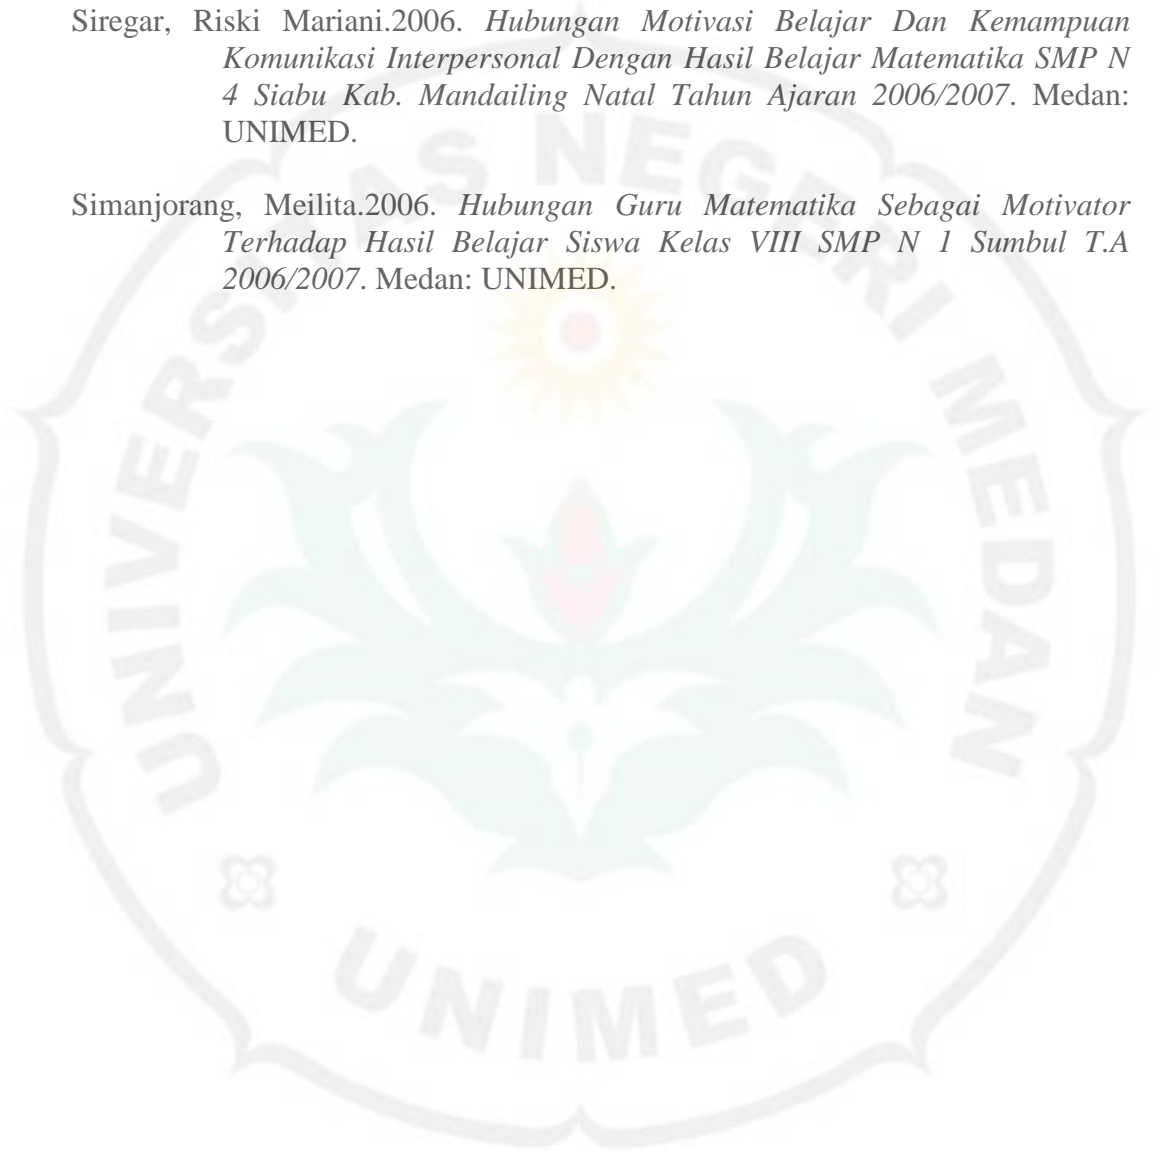 Siregar, Riski Mariani.2006. Hubungan Motivasi Belajar Dan Kemampuan
Komunikasi Interpersonal Dengan Hasil Belajar Matematika SMP N
4 Siabu Kab. Mandailing Natal Tahun Ajaran 2006/2007. Medan:
UNIMED.
Simanjorang, Meilita.2006. Hubungan Guru Matematika Sebagai Motivator
Terhadap Hasil Belajar Siswa Kelas VIII SMP N 1 Sumbul T.A
2006/2007. Medan: UNIMED.
UNIVERSITAS NEGERI MEDAN
UNIMED